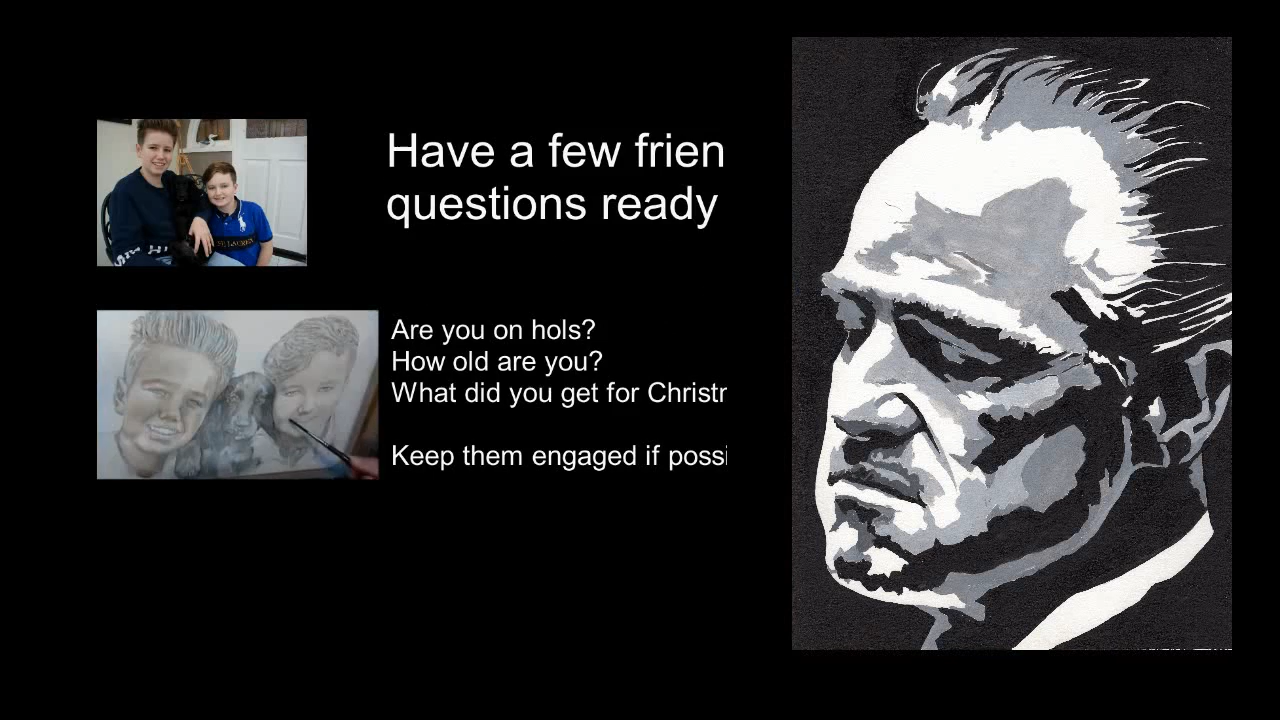 Have a few frien
questions ready
Are you on hols?
How old are you?
What did you get for Christr
Keep them engaged if possi